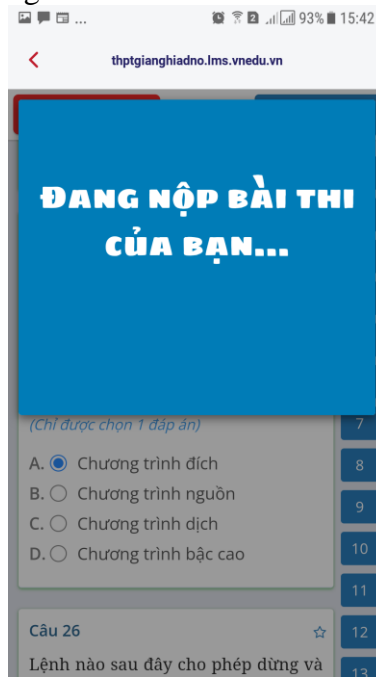 ... 93% 15:42
thptgianghiadno.lms.vnedu.vn
ĐANG NỘP BÀI THI
CỦA BẠN...
(Chỉ được chọn 1 đáp án)
7
A. Chương trình đích
8
B. Chương trình nguồn
9
C. Chương trình dịch
D. Chương trình bậc cao
10
11
Câu 26
12
Lệnh nào sau đây cho phép dừng và
13